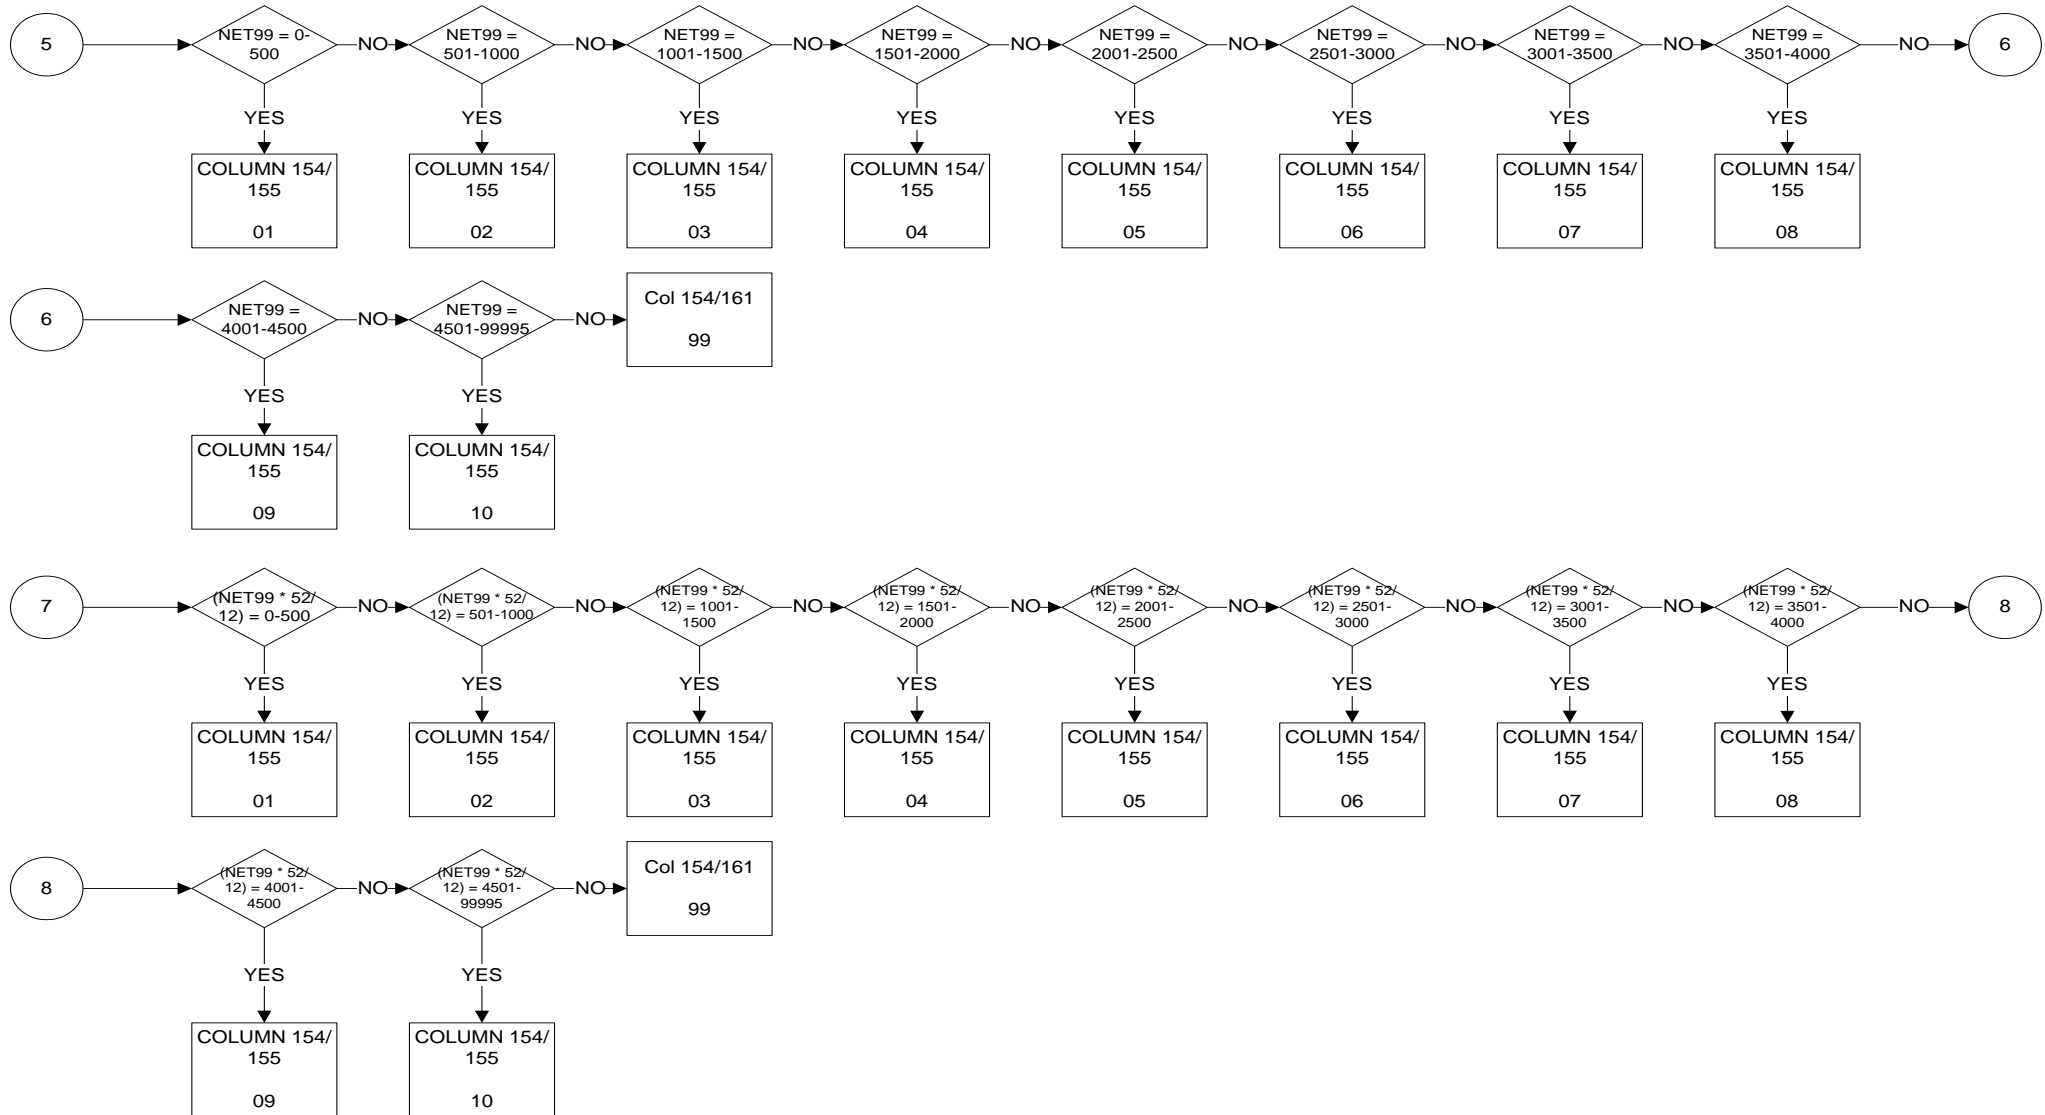 5
NET99 = 0-
500
NO
NET99 =
501-1000
NO
NET99 =
1001-1500
NO
NET99 =
1501-2000
NO
NET99 =
2001-2500
NO
NET99 =
2501-3000
NO
NET99 =
3001-3500
NO
NET99 =
3501-4000
NO
6
YES
YES
YES
YES
YES
YES
YES
YES
COLUMN 154/
155
01
COLUMN 154/
155
02
COLUMN 154/
155
03
COLUMN 154/
155
04
COLUMN 154/
155
05
COLUMN 154/
155
06
COLUMN 154/
155
07
COLUMN 154/
155
08
6
NET99 =
4001-4500
NO
NET99 =
4501-99995
NO
Col 154/161
99
YES
YES
COLUMN 154/
155
09
COLUMN 154/
155
10
7
(NET99 * 52/
12) = 0-500
NO
(NET99 * 52/
12) = 501-1000
NO
(NET99 * 52/
12) = 1001-
1500
NO
(NET99 * 52/
12) = 1501-
2000
NO
(NET99 * 52/
12) = 2001-
2500
NO
(NET99 * 52/
12) = 2501-
3000
NO
(NET99 * 52/
12) = 3001-
3500
NO
(NET99 * 52/
12) = 3501-
4000
NO
8
YES
YES
YES
YES
YES
YES
YES
YES
COLUMN 154/
155
01
COLUMN 154/
155
02
COLUMN 154/
155
03
COLUMN 154/
155
04
COLUMN 154/
155
05
COLUMN 154/
155
06
COLUMN 154/
155
07
COLUMN 154/
155
08
8
(NET99 * 52/
12) = 4001-
4500
NO
(NET99 * 52/
12) = 4501-
99995
NO
Col 154/161
99
YES
YES
COLUMN 154/
155
09
COLUMN 154/
155
10